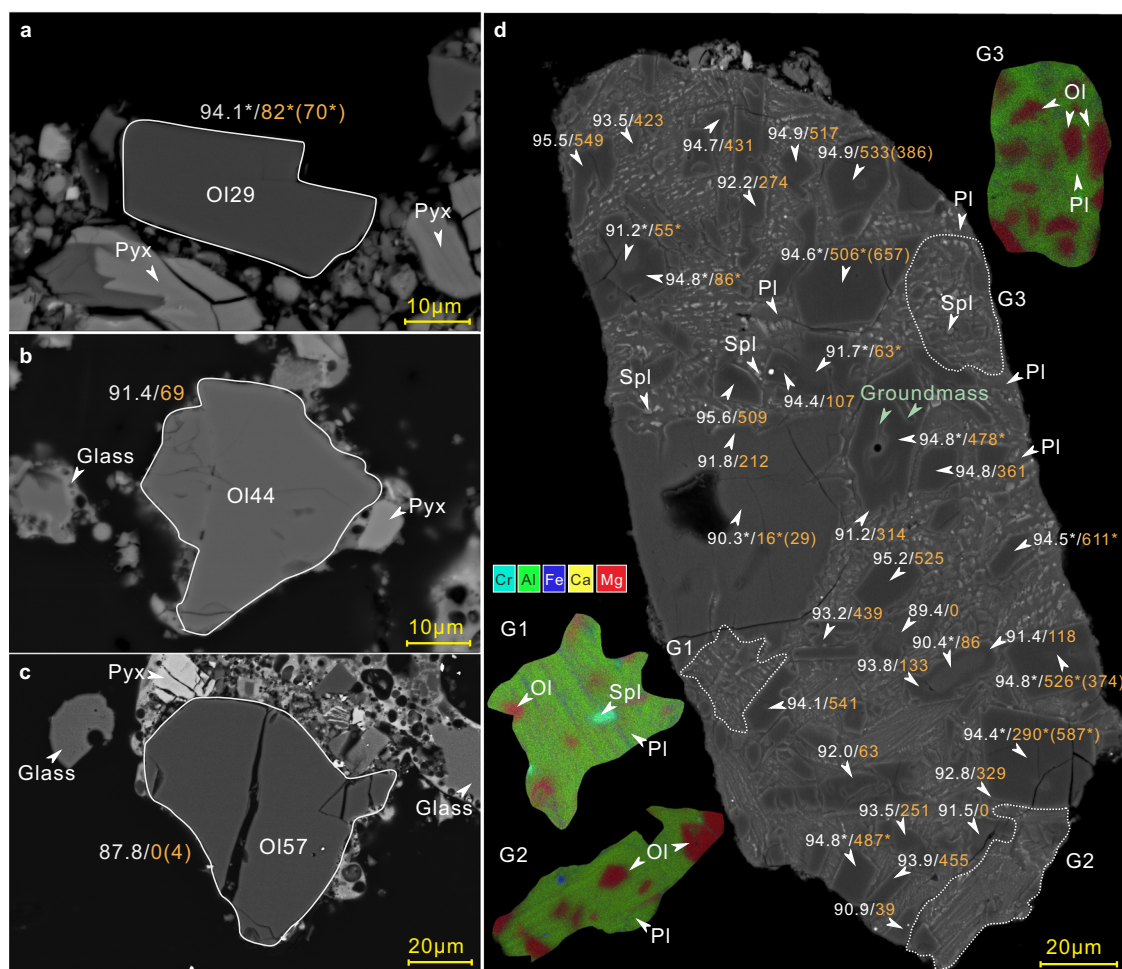 a
94.1*/82*(70*)
Ol29
Pyx
Pyx
10μm
b
91.4/69
Glass
Ol44
Pyx
10μm
c
Pyx
Glass
Glass
87.8/0(4)
Ol57
20μm
d
G3
Ol
Pl
93.5/423
95.5/549
94.7/431
94.9/517
94.9/533(386)
92.2/274
Pl
91.2*/55*
94.6*/506*(657)
94.8*/86*
Pl
G3
Spl
Spl
91.7*/63*
Spl
Pl
94.4/107
Groundmass
95.6/509
94.8*/478*
Pl
91.8/212
94.8/361
90.3*/16*(29)
91.2/314
94.5*/611*
95.2/525
Cr Al Fe Ca Mg
93.2/439
89.4/0
90.4*/86
91.4/118
G1
G1
93.8/133
94.8*/526*(374)
Ol
Spl
94.1/541
Pl
94.4*/290*(587*)
92.0/63
92.8/329
93.5/251
91.5/0
G2
Ol
94.8*/487*
93.9/455
G2
90.9/39
Pl
20μm